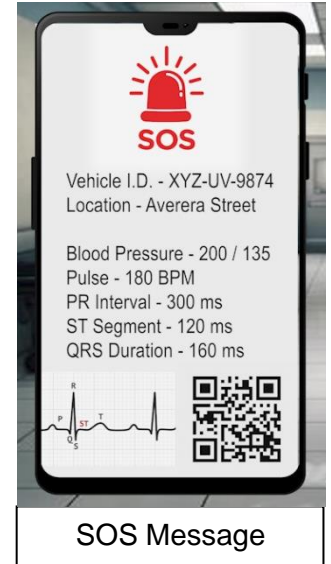 SOS
Vehicle I.D. - XYZ-UV-9874
Location - Averera Street
Blood Pressure - 200 / 135
Pulse - 180 BPM
PR Interval - 300 ms
ST Segment - 120 ms
QRS Duration - 160 ms
R
P
ST
T
Q
S
SOS Message